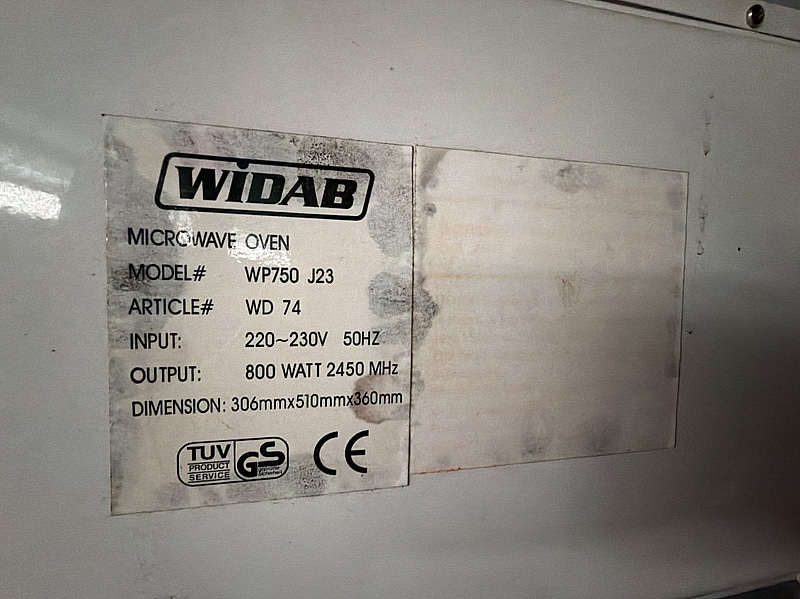 WIDAB
MICROWAVE OVEN
MODEL# WP750 J23
ARTICLE# WD 74
INPUT: 220~230V 50HZ
OUTPUT: 800 WATT 2450 MHz
DIMENSION: 306mmx510mmx360mm
TUV
PRODUCT
SERVICE
GS
CE